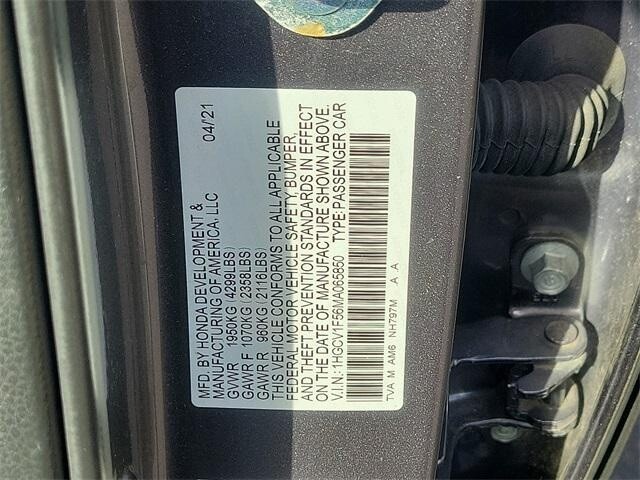 MFD. BY HONDA DEVELOPMENT &
MANUFACTURING OF AMERICA, LLC 04/21
GVWR 1950KG (4299LBS)
GAWR F 1070KG (2358LBS)
GAWR R 960KG (2116LBS)
THIS VEHICLE CONFORMS TO ALL APPLICABLE
FEDERAL MOTOR VEHICLE SAFETY, BUMPER,
AND THEFT PREVENTION STANDARDS IN EFFECT
ON THE DATE OF MANUFACTURE SHOWN ABOVE.
V.I.N.: 1HGCV1F56MA065850 TYPE:PASSENGER CAR
TVA M AM6 NH797M A A